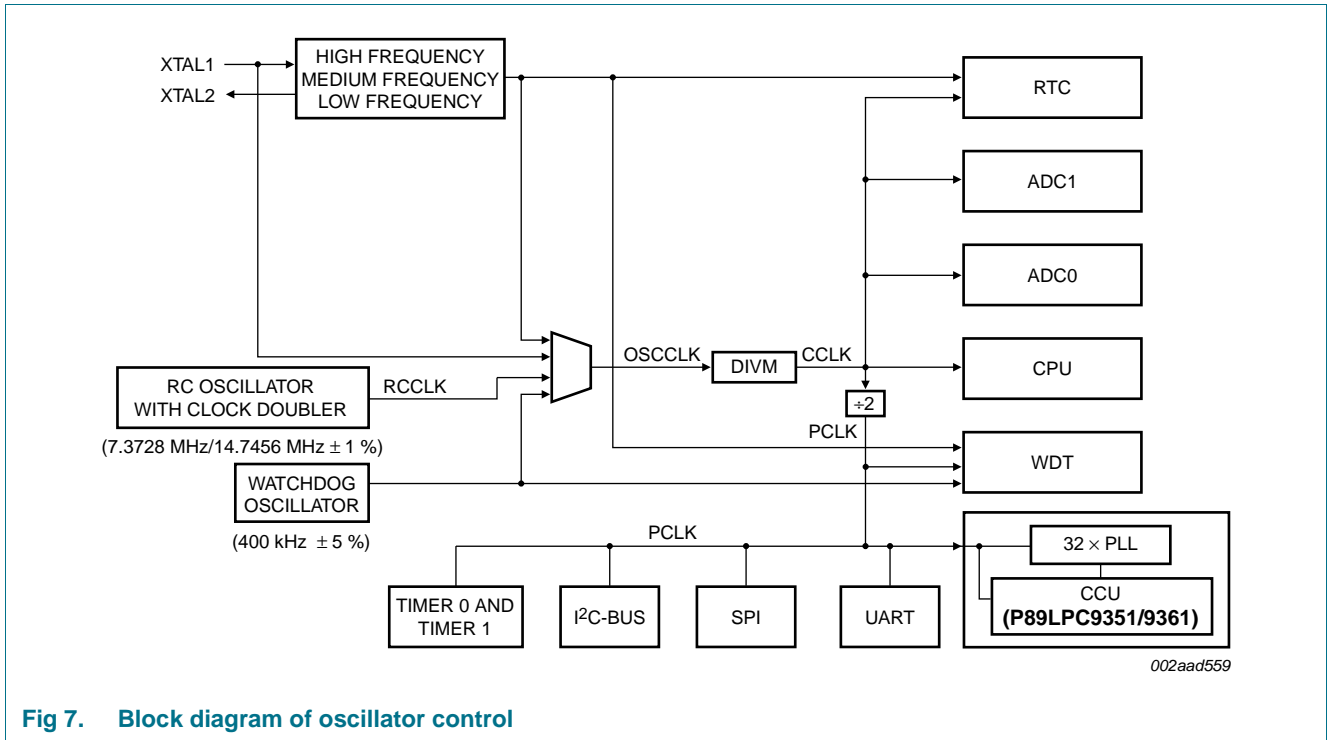 XTAL1
XTAL2
HIGH FREQUENCY
MEDIUM FREQUENCY
LOW FREQUENCY
RTC
ADC1
ADC0
OSCCLK
DIVM
CCLK
CPU
RC OSCILLATOR
WITH CLOCK DOUBLER
RCCLK
(7.3728 MHz/14.7456 MHz ± 1 %)
÷2
PCLK
WDT
WATCHDOG
OSCILLATOR
(400 kHz ± 5 %)
PCLK
32 × PLL
CCU
(P89LPC9351/9361)
TIMER 0 AND
TIMER 1
I²C-BUS
SPI
UART
002aad559
Fig 7. Block diagram of oscillator control